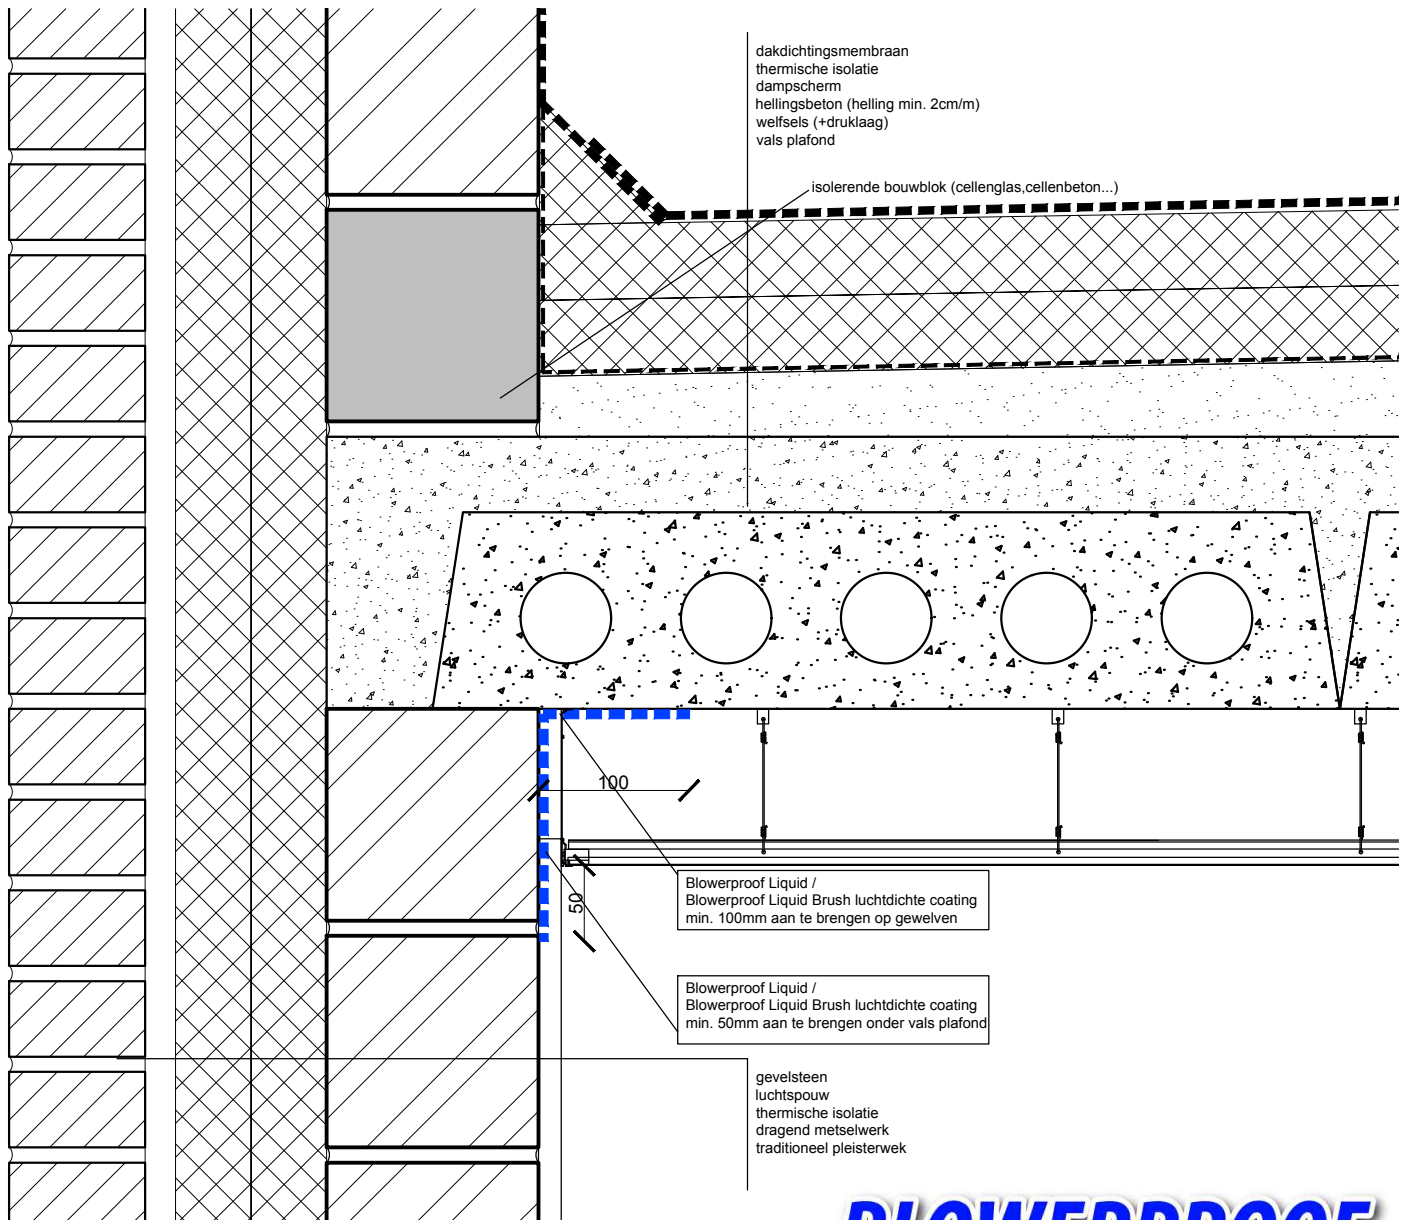 dakdichtingsmembraan
thermische isolatie
dampscherm
hellingsbeton (helling min. 2cm/m)
welfsels (+druklaag)
vals plafond
isolerende bouwblok (cellenglas,cellenbeton...)
100
50
Blowerproof Liquid /
Blowerproof Liquid Brush luchtdichte coating
min. 100mm aan te brengen op gewelven
Blowerproof Liquid /
Blowerproof Liquid Brush luchtdichte coating
min. 50mm aan te brengen onder vals plafond
gevelsteen
luchtspouw
thermische isolatie
dragend metselwerk
traditioneel pleisterwek
BLOWERPROOF